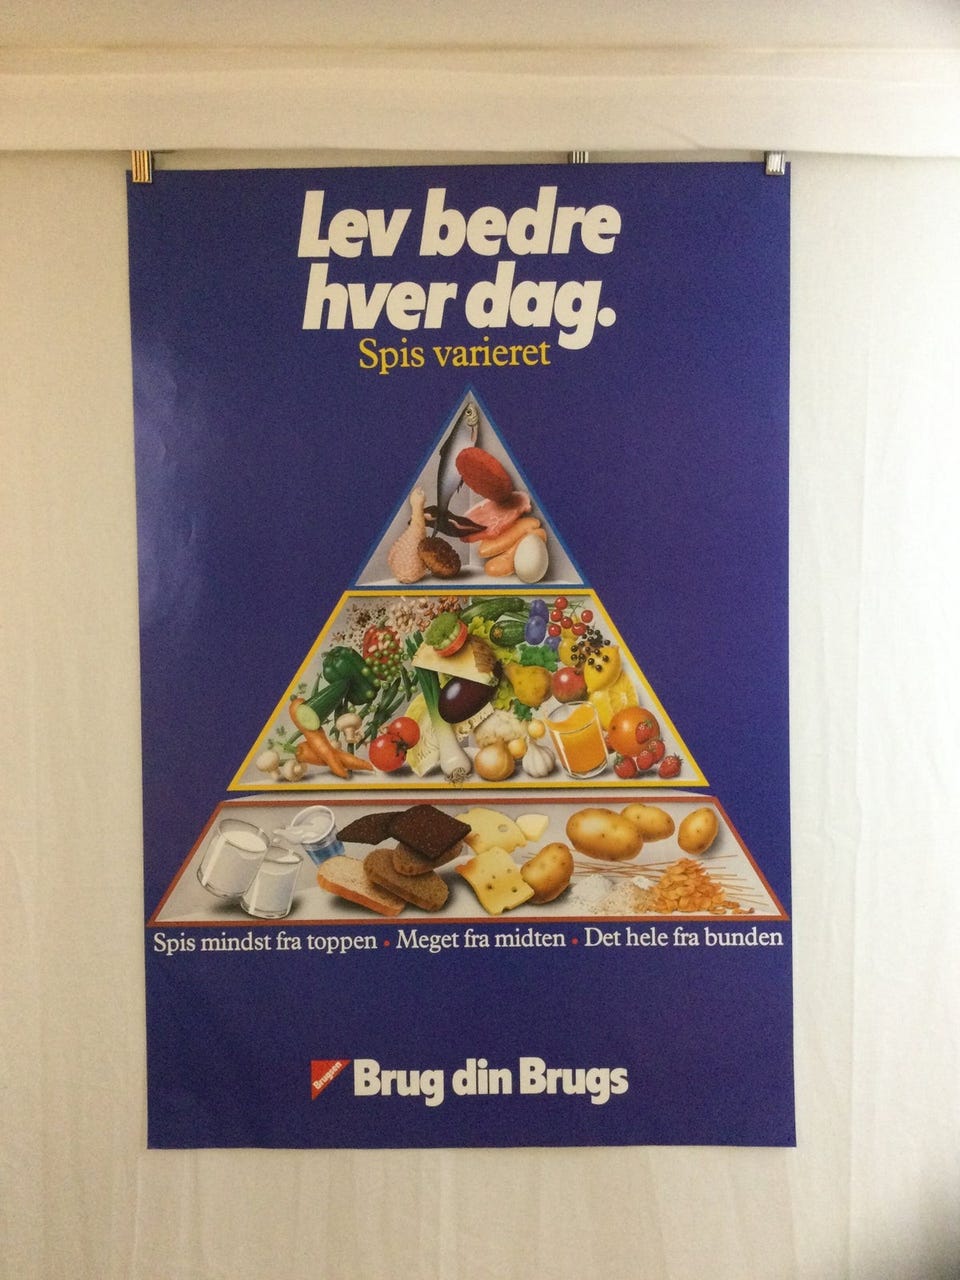 Lev bedre
hver dag.
Spis varieret
Spis mindst fra toppen • Meget fra midten • Det hele fra bunden
Brugsen
Brug din Brugs